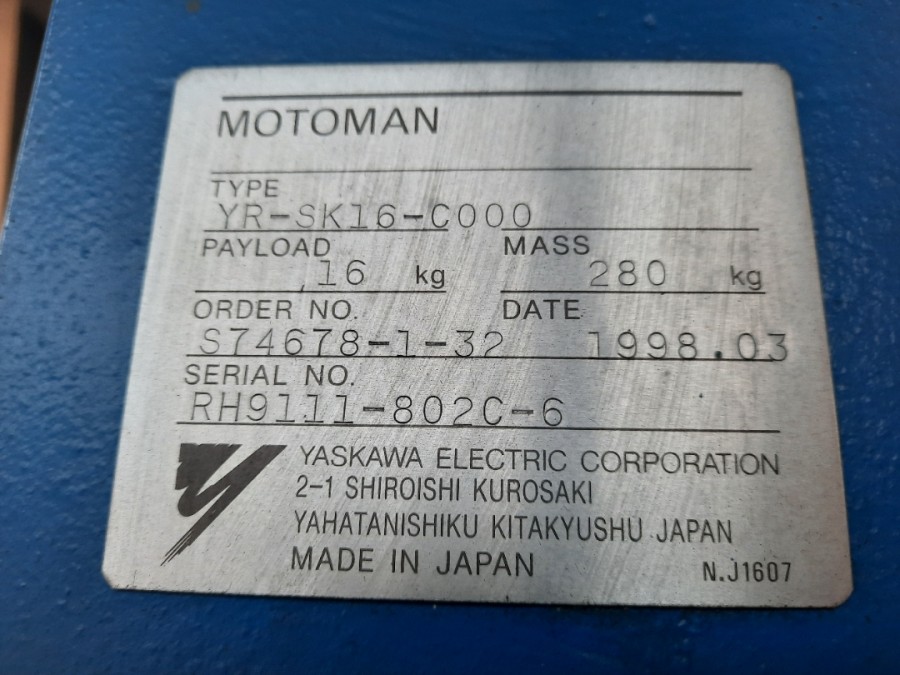 MOTOMAN
TYPE
YR-SK16-C000
PAYLOAD MASS
16 kg 280 kg
ORDER NO. DATE
S74678-1-32 1998.03
SERIAL NO.
RH9111-802C-6
YASKAWA ELECTRIC CORPORATION
2-1 SHIROISHI KUROSAKI
YAHATANISHIKU KITAKYUSHU JAPAN
MADE IN JAPAN N.J1607